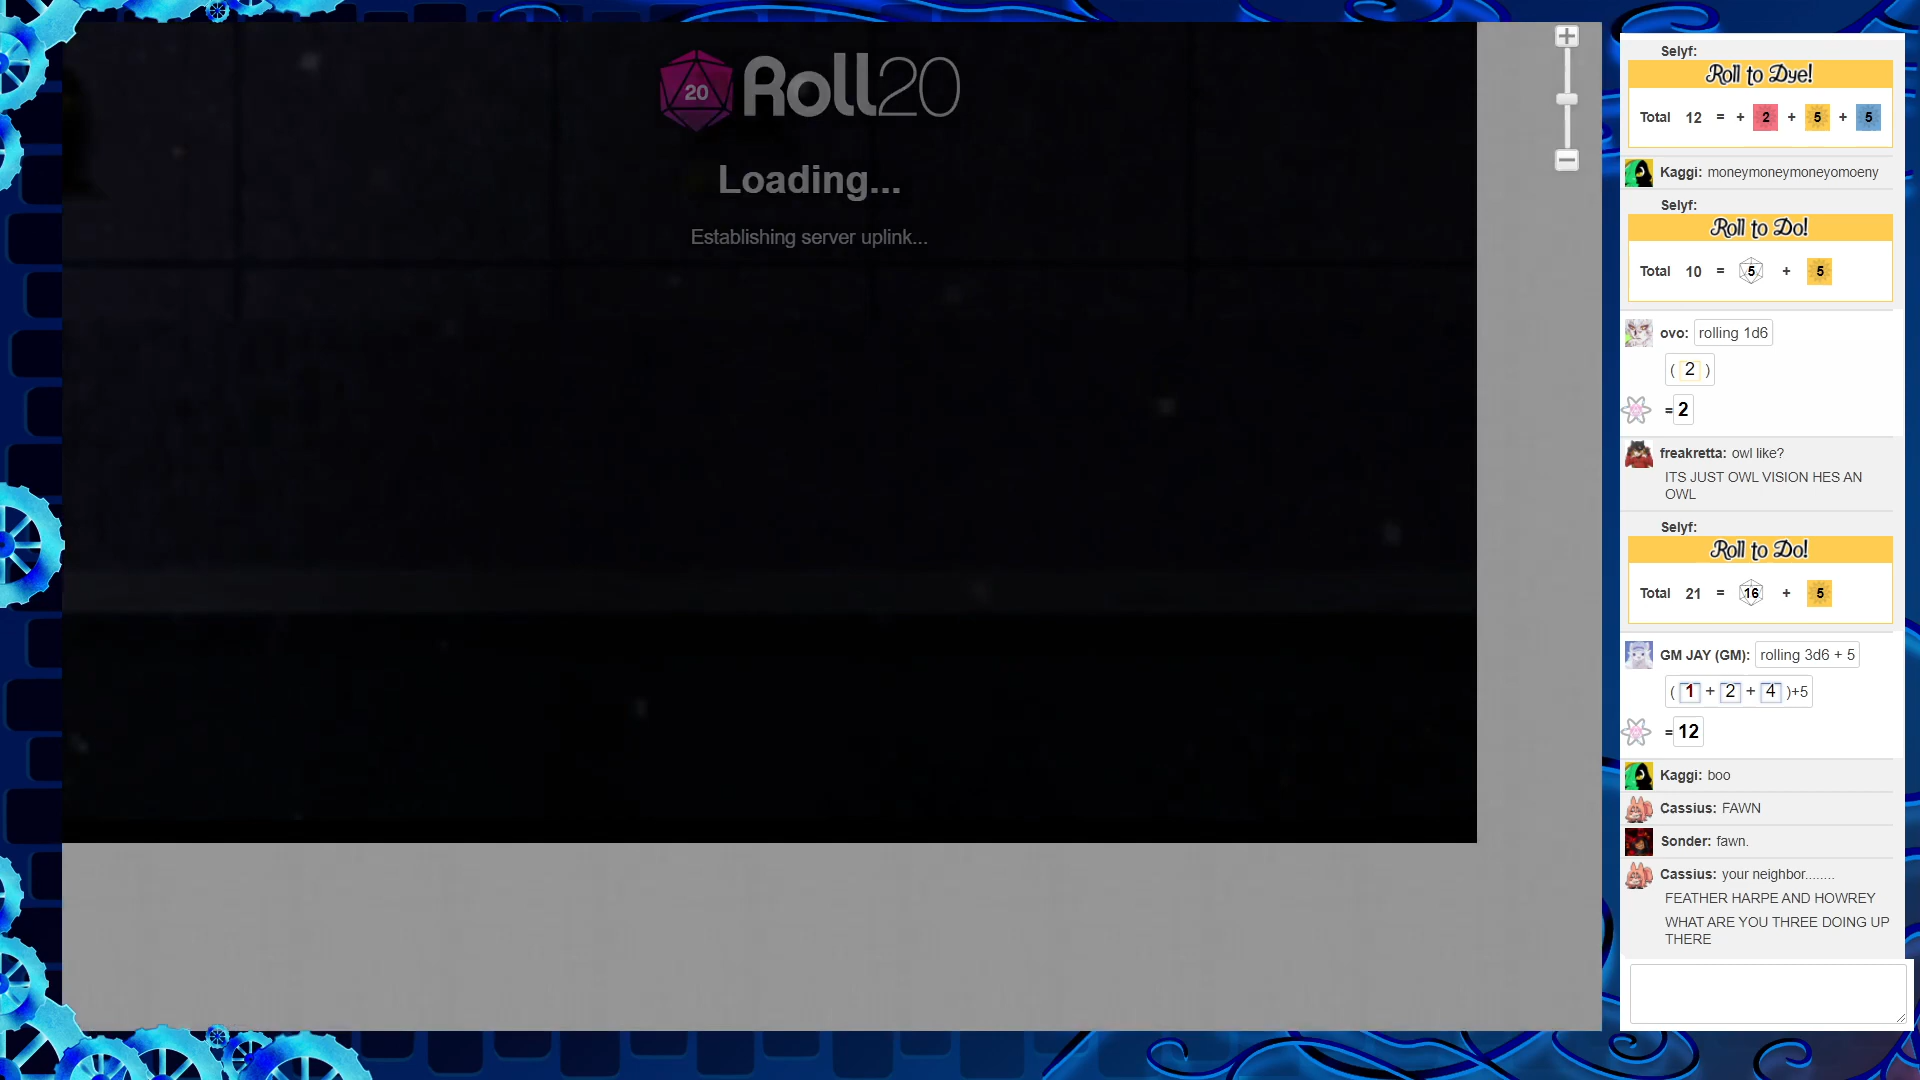 20
Roll20
Loading...
Establishing server uplink...
Selyf:
Roll to Dye!
Total 12 = + 2 + 5 + 5
Kaggi: moneymoneymoneyomoeny
Selyf:
Roll to Do!
Total 10 = 5 + 5
ovo: rolling 1d6
( 2 )
=2
freakretta: owl like?
ITS JUST OWL VISION HES AN
OWL
Selyf:
Roll to Do!
Total 21 = 16 + 5
GM JAY (GM): rolling 3d6 + 5
( 1 + 2 + 4 )+5
=12
Kaggi: boo
Cassius: FAWN
Sonder: fawn.
Cassius: your neighbor........
FEATHER HARPE AND HOWREY
WHAT ARE YOU THREE DOING UP
THERE